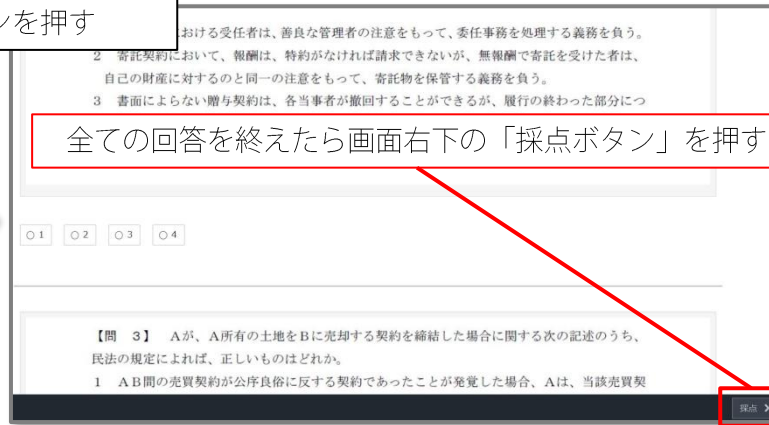 ンを押す
おける受任者は、善良な管理者の注意をもって、委任事務を処理する義務を負う。
2 寄託契約において、報酬は、特約がなければ請求できないが、無報酬で寄託を受けた者は、
自己の財産に対するのと同一の注意をもって、寄託物を保管する義務を負う。
3 書面によらない贈与契約は、各当事者が撤回することができるが、履行の終わった部分につ
全ての回答を終えたら画面右下の「採点ボタン」を押す
○1 ○2 ○3 ○4
【問 3】 Aが、A所有の土地をBに売却する契約を締結した場合に関する次の記述のうち、
民法の規定によれば、正しいものはどれか。
1 AB間の売買契約が公序良俗に反する契約であったことが発覚した場合、Aは、当該売買契
採点